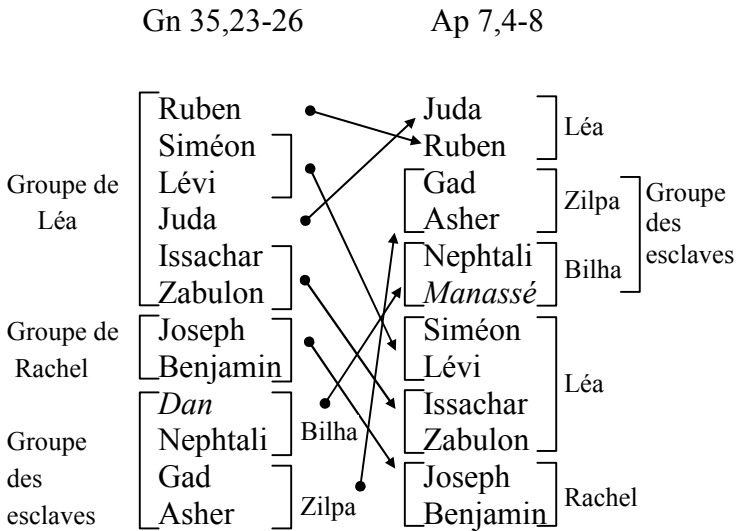 Gn 35,23-26
Ap 7,4-8
Groupe de
Léa
Ruben
Siméon
Lévi
Juda
Issachar
Zabulon
Groupe de
Rachel
Joseph
Benjamin
Groupe
des
esclaves
Dan
Nephtali
Bilha
Gad
Asher
Zilpa
Juda
Ruben
Léa
Gad
Asher
Zilpa
Nephtali
Manassé
Bilha
Groupe
des
esclaves
Siméon
Lévi
Issachar
Zabulon
Léa
Joseph
Benjamin
Rachel